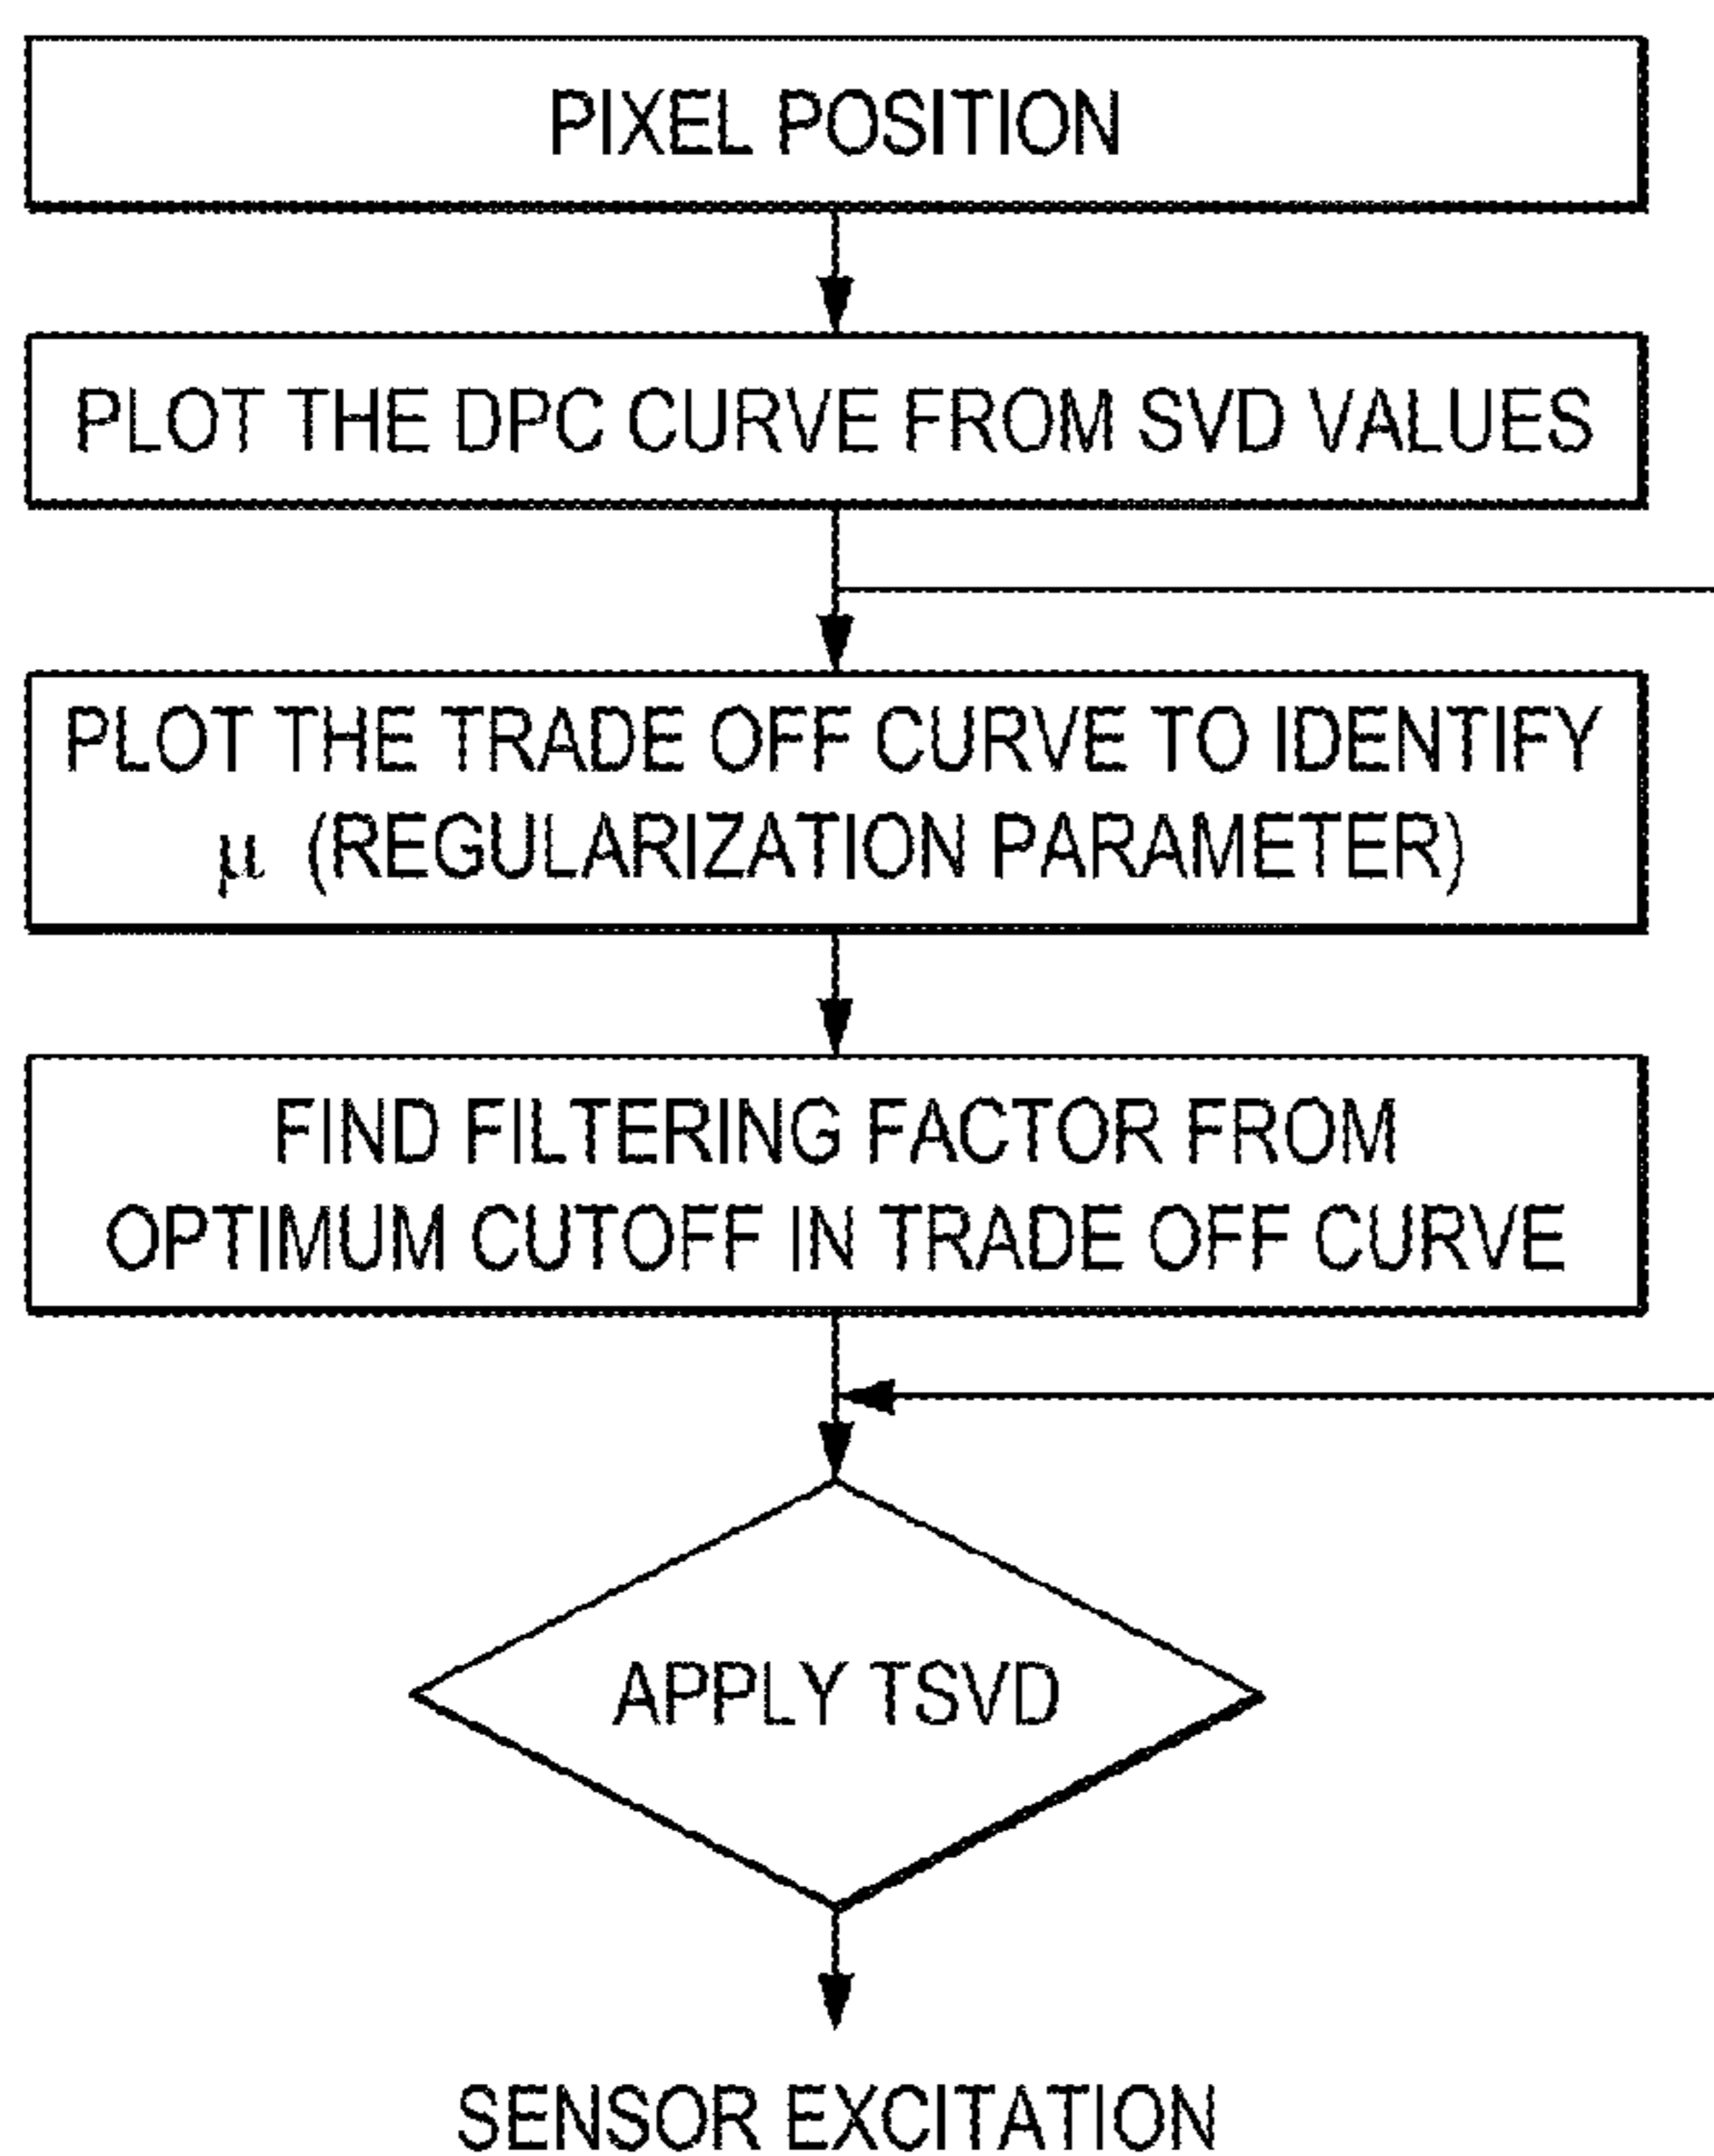 PIXEL POSITION
PLOT THE DPC CURVE FROM SVD VALUES
PLOT THE TRADE OFF CURVE TO IDENTIFY
μ (REGULARIZATION PARAMETER)
FIND FILTERING FACTOR FROM
OPTIMUM CUTOFF IN TRADE OFF CURVE
APPLY TSVD
SENSOR EXCITATION